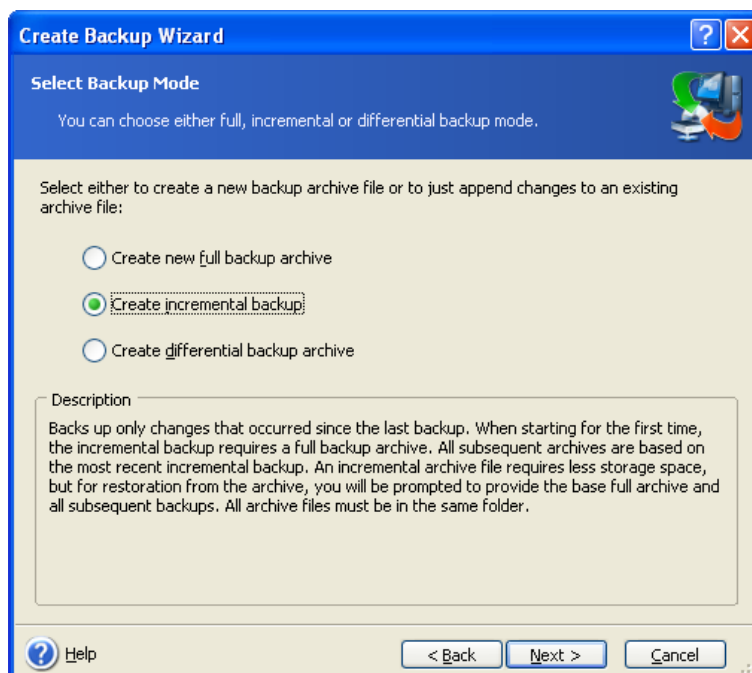 Create Backup Wizard
Select Backup Mode
You can choose either full, incremental or differential backup mode.
Select either to create a new backup archive file or to just append changes to an existing
archive file:
Create new full backup archive
Create incremental backup
Create differential backup archive
Description
Backs up only changes that occurred since the last backup. When starting for the first time,
the incremental backup requires a full backup archive. All subsequent archives are based on
the most recent incremental backup. An incremental archive file requires less storage space,
but for restoration from the archive, you will be prompted to provide the base full archive and
all subsequent backups. All archive files must be in the same folder.
Help
< Back
Next >
Cancel